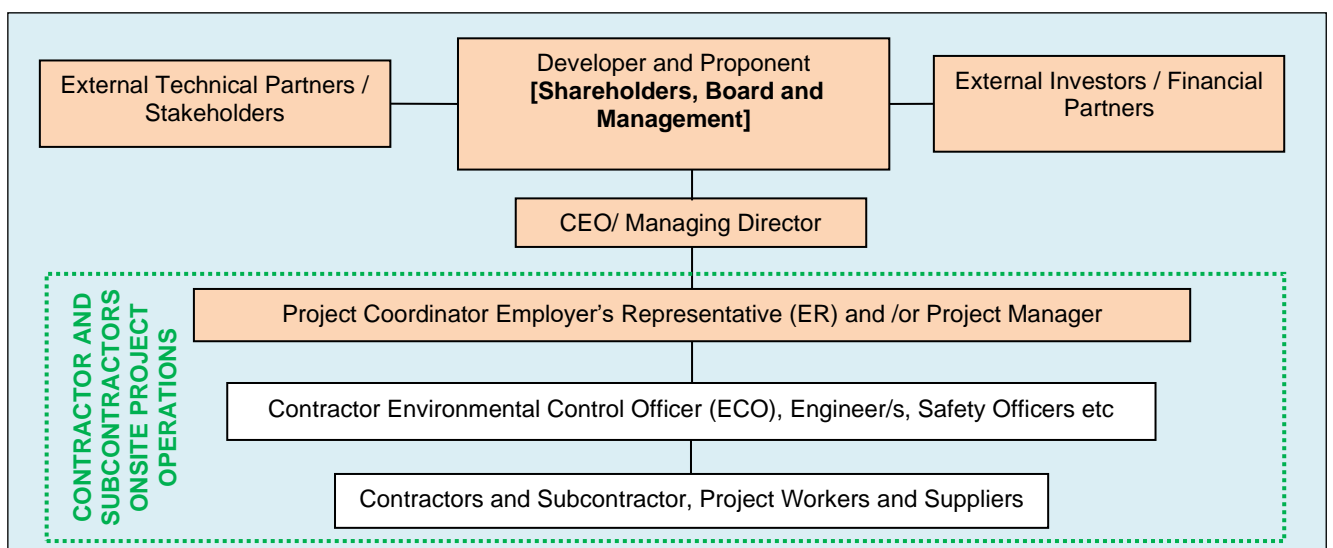 External Technical Partners /
Stakeholders
Developer and Proponent
[Shareholders, Board and
Management]
External Investors / Financial
Partners
CEO/ Managing Director
CONTRACTOR AND
SUBCONTRACTORS
ONSITE PROJECT
OPERATIONS
Project Coordinator Employer’s Representative (ER) and /or Project Manager
Contractor Environmental Control Officer (ECO), Engineer/s, Safety Officers etc
Contractors and Subcontractor, Project Workers and Suppliers